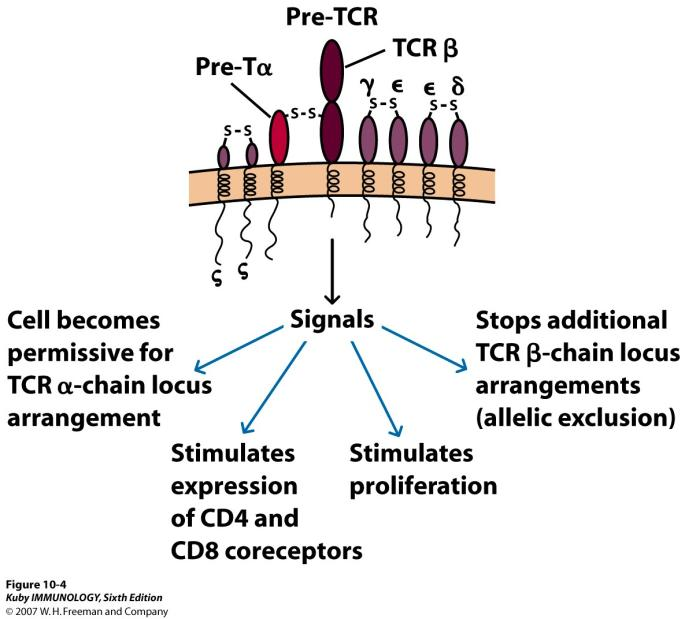 Pre-TCR
TCR β
Pre-Tα
γ ϵ ϵ δ
S-S
S-S
S-S
S-S
ς ς
Signals
Cell becomes
permissive for
TCR α-chain locus
arrangement
Stimulates
expression
of CD4 and
CD8 coreceptors
Stimulates
proliferation
Stops additional
TCR β-chain locus
arrangements
(allelic exclusion)
Figure 10-4
Kuby IMMUNOLOGY, Sixth Edition
© 2007 W. H. Freeman and Company